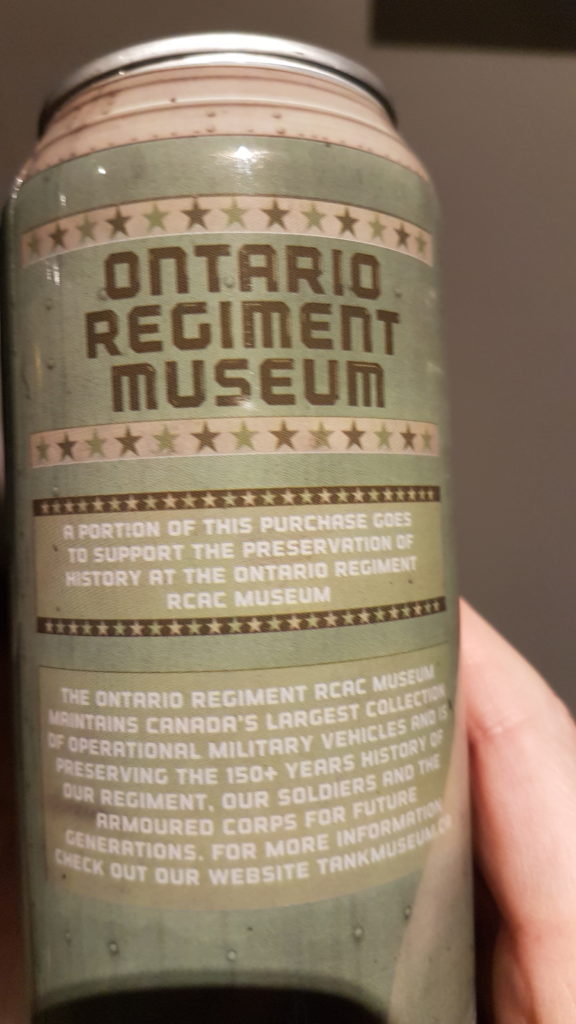 ONTARIO
REGIMENT
MUSEUM
A PORTION OF THIS PURCHASE GOES
TO SUPPORT THE PRESERVATION OF
HISTORY AT THE ONTARIO REGIMENT
RCAC MUSEUM
THE ONTARIO REGIMENT RCAC MUSEUM
MAINTAINS CANADA'S LARGEST COLLECTION
OF OPERATIONAL MILITARY VEHICLES AND IS
PRESERVING THE 150+ YEARS HISTORY OF
OUR REGIMENT, OUR SOLDIERS AND THE
ARMOURED CORPS FOR FUTURE
GENERATIONS. FOR MORE INFORMATION
CHECK OUT OUR WEBSITE TANKMUSEUM.CA